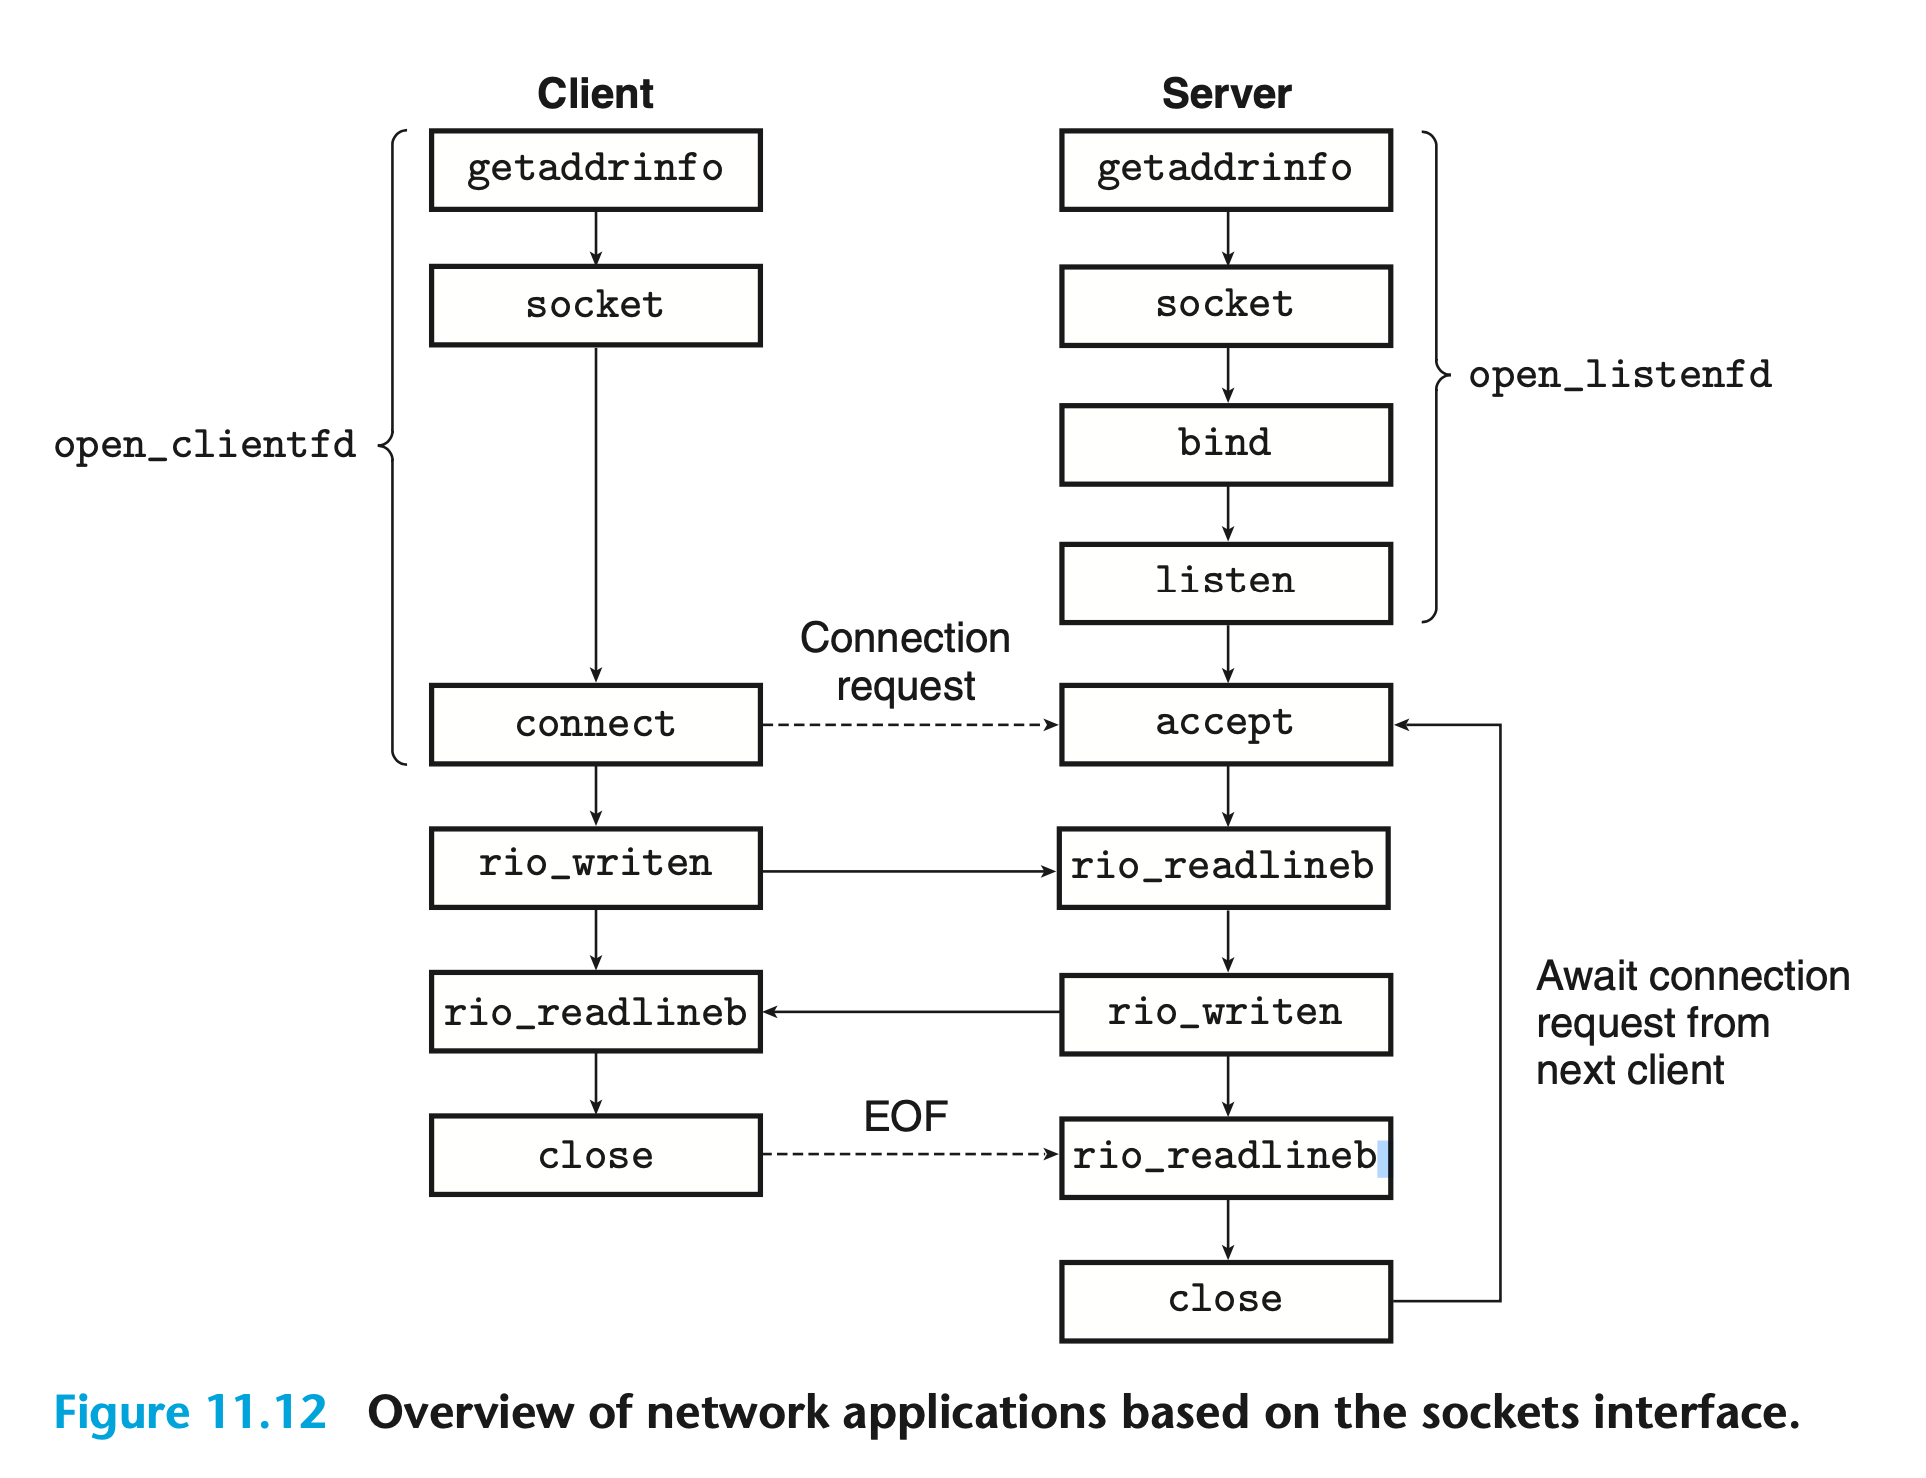 Client
Server
getaddrinfo
getaddrinfo
socket
socket
open_listenfd
open_clientfd
bind
listen
Connection
request
connect
accept
rio_writen
rio_readlineb
rio_readlineb
rio_writen
Await connection
request from
next client
EOF
close
rio_readlineb
close
Figure 11.12 Overview of network applications based on the sockets interface.